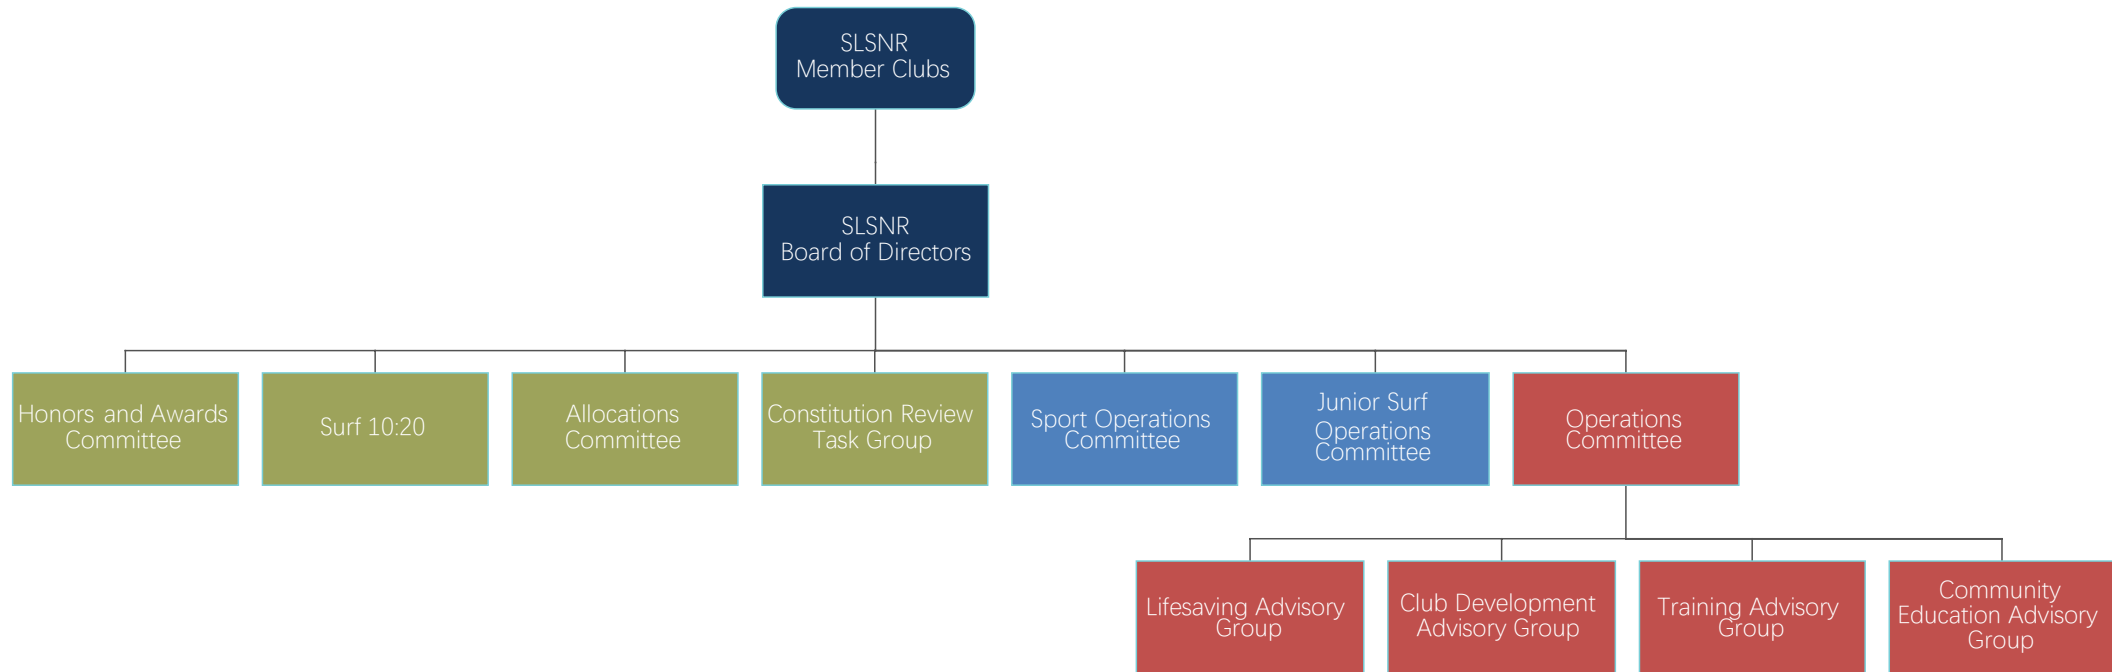 SLSNR
Member Clubs
SLSNR
Board of Directors
Honors and Awards
Committee
Surf 10:20
Allocations
Committee
Constitution Review
Task Group
Sport Operations
Committee
Junior Surf
Operations
Committee
Operations
Committee
Lifesaving Advisory
Group
Club Development
Advisory Group
Training Advisory
Group
Community
Education Advisory
Group